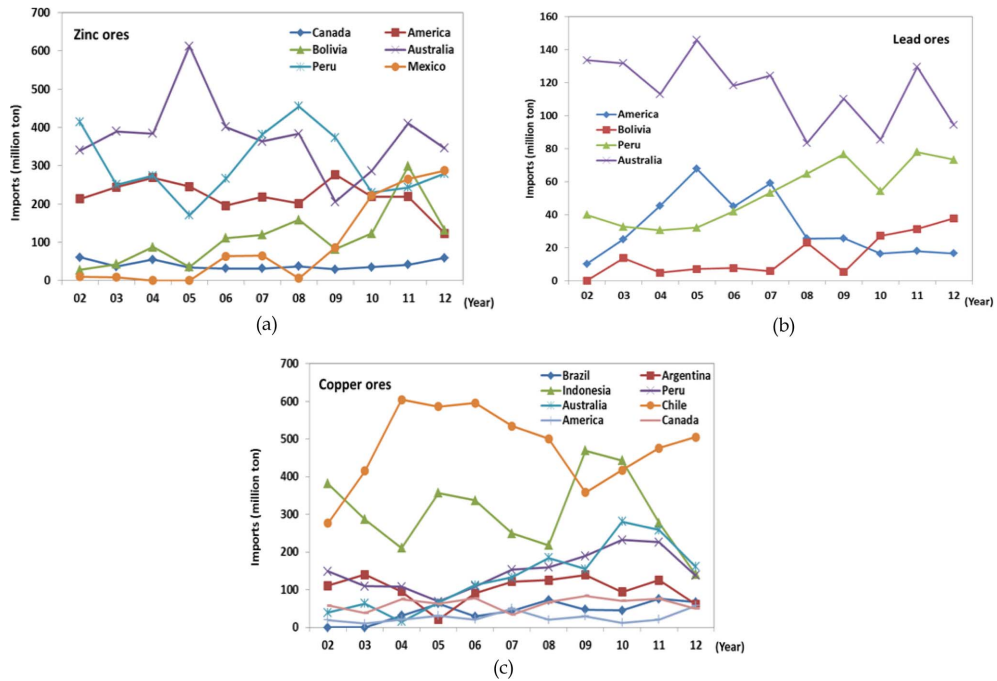 Zinc ores
Canada America
Bolivia Australia
Peru Mexico
Imports (million ton)
700
600
500
400
300
200
100
0
02 03 04 05 06 07 08 09 10 11 12 (Year)
(a)
Lead ores
America
Bolivia
Peru
Australia
Imports (million ton)
160
140
120
100
80
60
40
20
0
02 03 04 05 06 07 08 09 10 11 12 (Year)
(b)
Copper ores
Brazil Argentina
Indonesia Peru
Australia Chile
America Canada
Imports (million ton)
700
600
500
400
300
200
100
0
02 03 04 05 06 07 08 09 10 11 12 (Year)
(c)